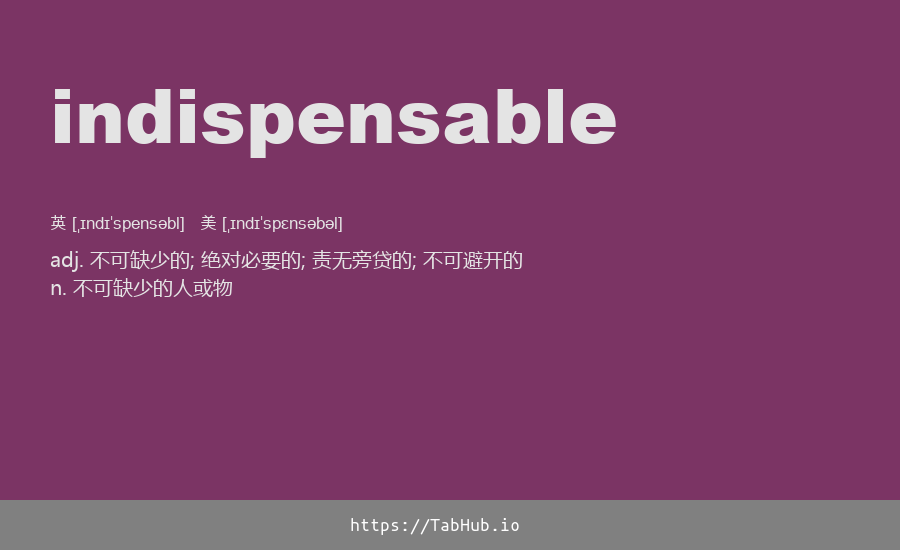 indispensable
英 [ˌɪndɪˈspensəbl] 美 [ˌɪndɪˈspɛnsəbəl]
adj. 不可缺少的; 绝对必要的; 责无旁贷的; 不可避开的
n. 不可缺少的人或物
https://TabHub.io